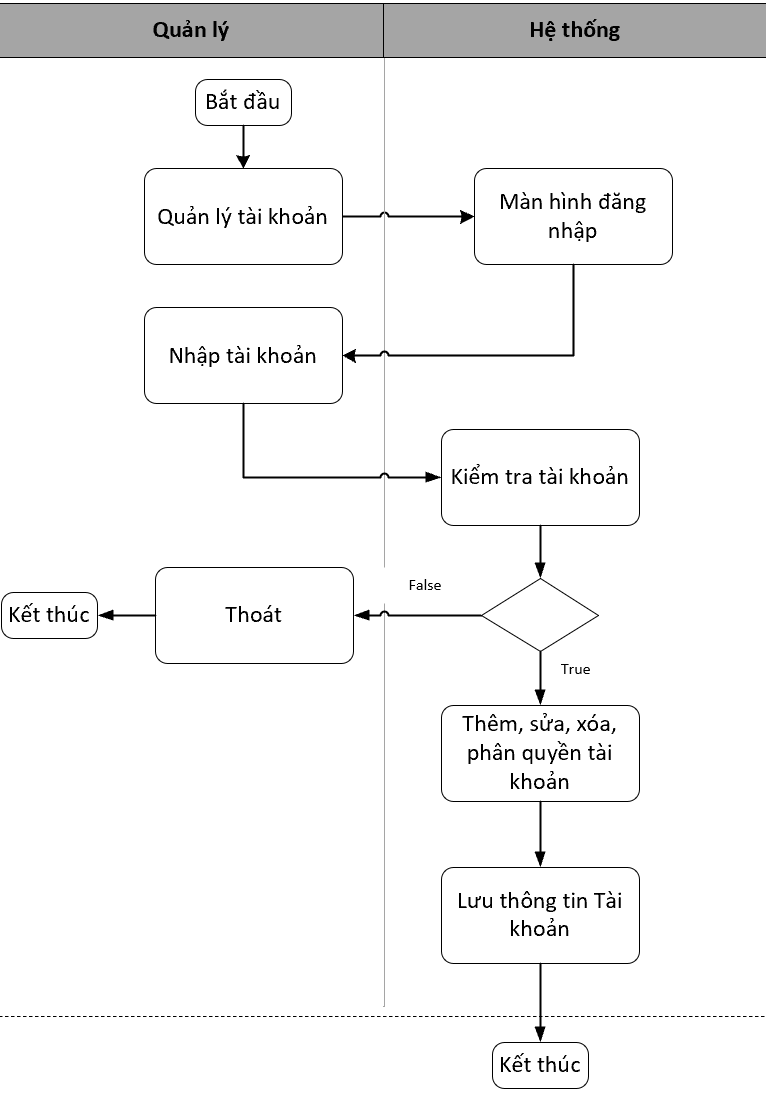 Quản lý
Hệ thống
Bắt đầu
Quản lý tài khoản
Màn hình đăng
nhập
Nhập tài khoản
Kiểm tra tài khoản
False
Kết thúc
Thoát
True
Thêm, sửa, xóa,
phân quyền tài
khoản
Lưu thông tin Tài
khoản
Kết thúc